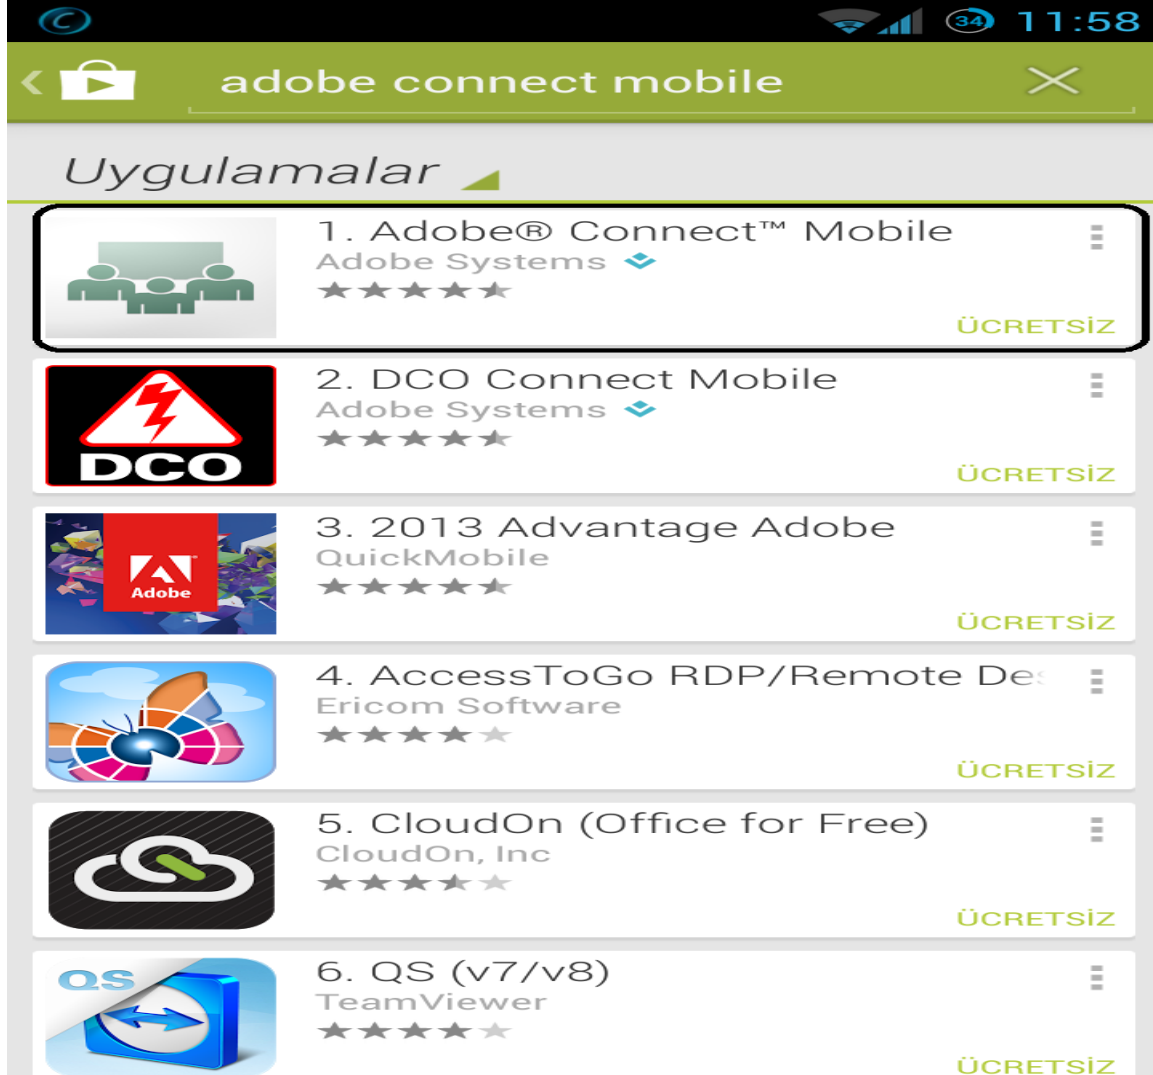 34 11:58
adobe connect mobile
Uygulamalar
1. Adobe® Connect™ Mobile
Adobe Systems
ÜCRETSİZ
2. DCO Connect Mobile
Adobe Systems
DCO
ÜCRETSİZ
3. 2013 Advantage Adobe
QuickMobile
Adobe
ÜCRETSİZ
4. AccessToGo RDP/Remote
Ericom Software
ÜCRETSİZ
5. CloudOn (Office for Free)
CloudOn, Inc
ÜCRETSİZ
QS
6. QS (v7/v8)
TeamViewer
ÜCRETSİZ